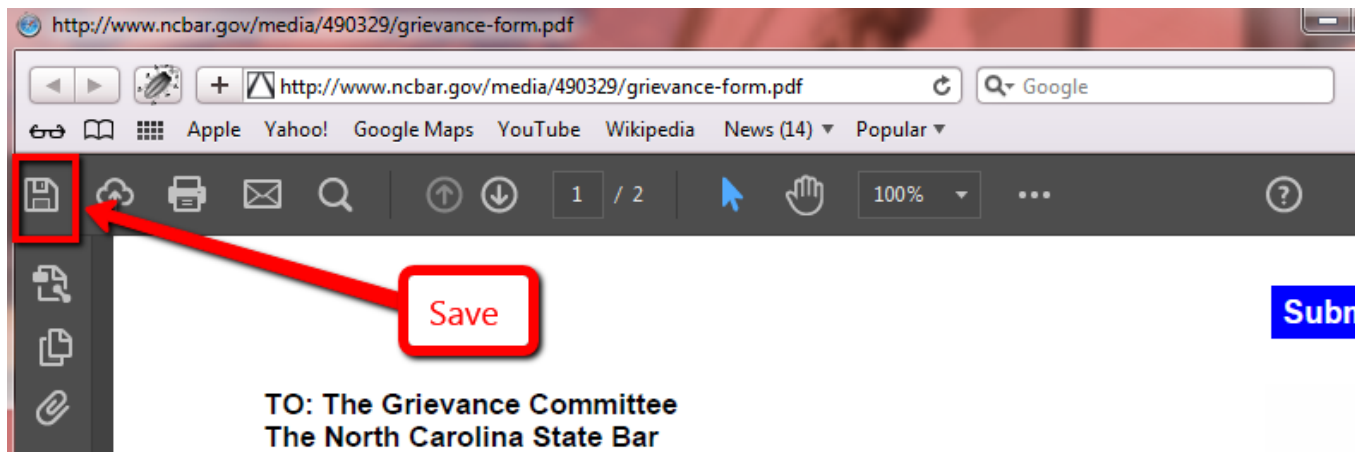 http://www.ncbar.gov/media/490329/grievance-form.pdf
http://www.ncbar.gov/media/490329/grievance-form.pdf Google
Apple Yahoo! Google Maps YouTube Wikipedia News (14) ▼ Popular ▼
1 / 2 100%
Save
Subn
TO: The Grievance Committee
The North Carolina State Bar